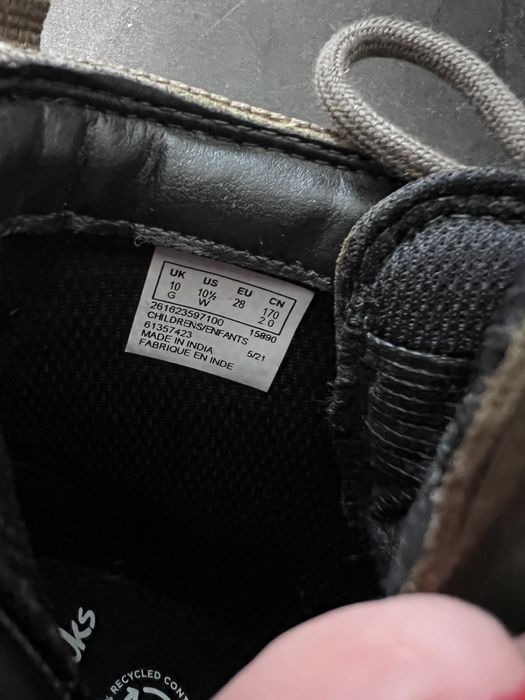 UK US EU CN
10 10½ 28 170
G W 2 0
261623597100 15890
CHILDRENS/ENFANTS
61357423 5/21
MADE IN INDIA
FABRIQUE EN INDE
RECYCLED